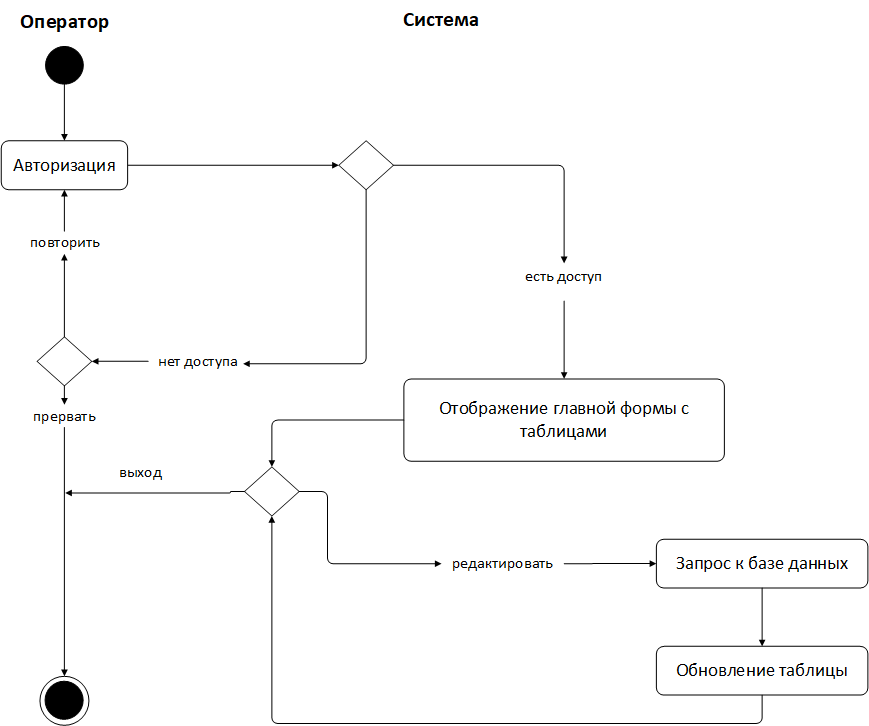 Оператор
Система
Авторизация
повторить
есть доступ
нет доступа
прервать
Отображение главной формы с
таблицами
выход
редактировать
Запрос к базе данных
Обновление таблицы